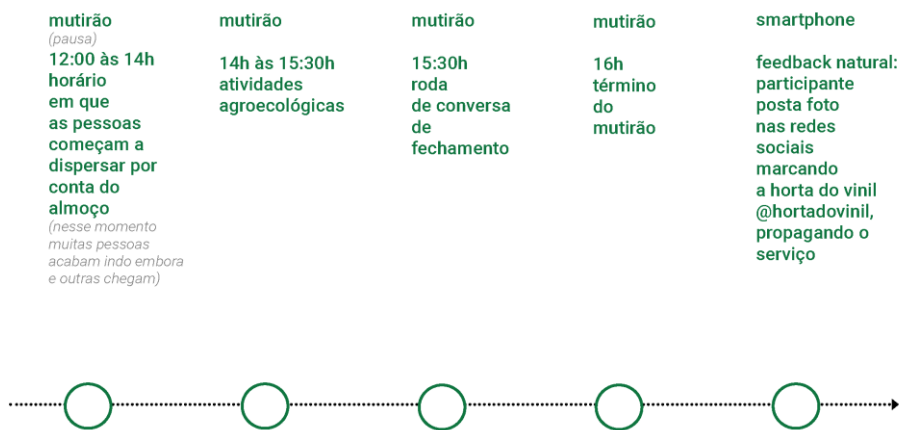 mutirão
(pausa)
12:00 às 14h
horário
em que
as pessoas
começam a
dispersar por
conta do
almoço
(nesse momento
muitas pessoas
acabam indo embora
e outras chegam)
mutirão
14h às 15:30h
atividades
agroecológicas
mutirão
15:30h
roda
de conversa
de
fechamento
mutirão
16h
término
do
mutirão
smartphone
feedback natural:
participante
posta foto
nas redes
sociais
marcando
a horta do vinil
@hortadovinil,
propagando o
serviço